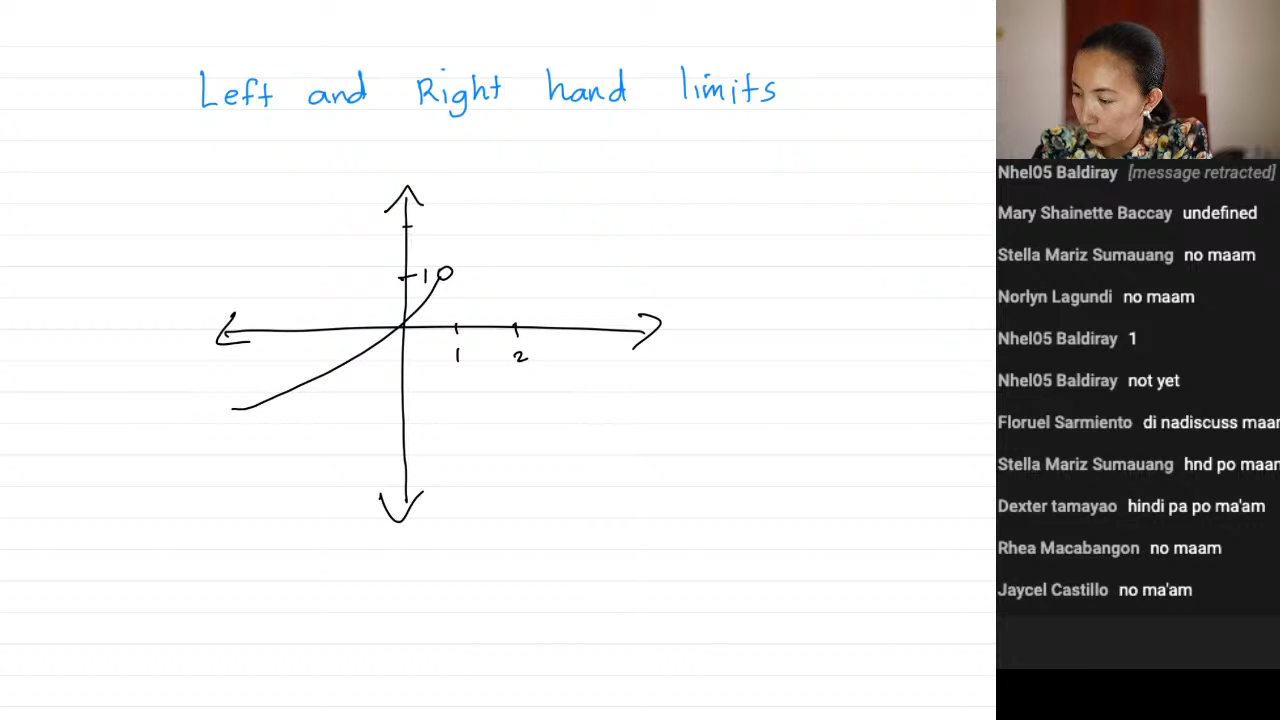 Left and Right hand limits
1
1
2
Nhel05 Baldiray [message retracted]
Mary Shainette Baccay undefined
Stella Mariz Sumauang no maam
Norlyn Lagundi no maam
Nhel05 Baldiray 1
Nhel05 Baldiray not yet
Floruel Sarmiento di nadiscuss maam
Stella Mariz Sumauang hnd po maam
Dexter tamayao hindi pa po ma'am
Rhea Macabangon no maam
Jaycel Castillo no ma'am